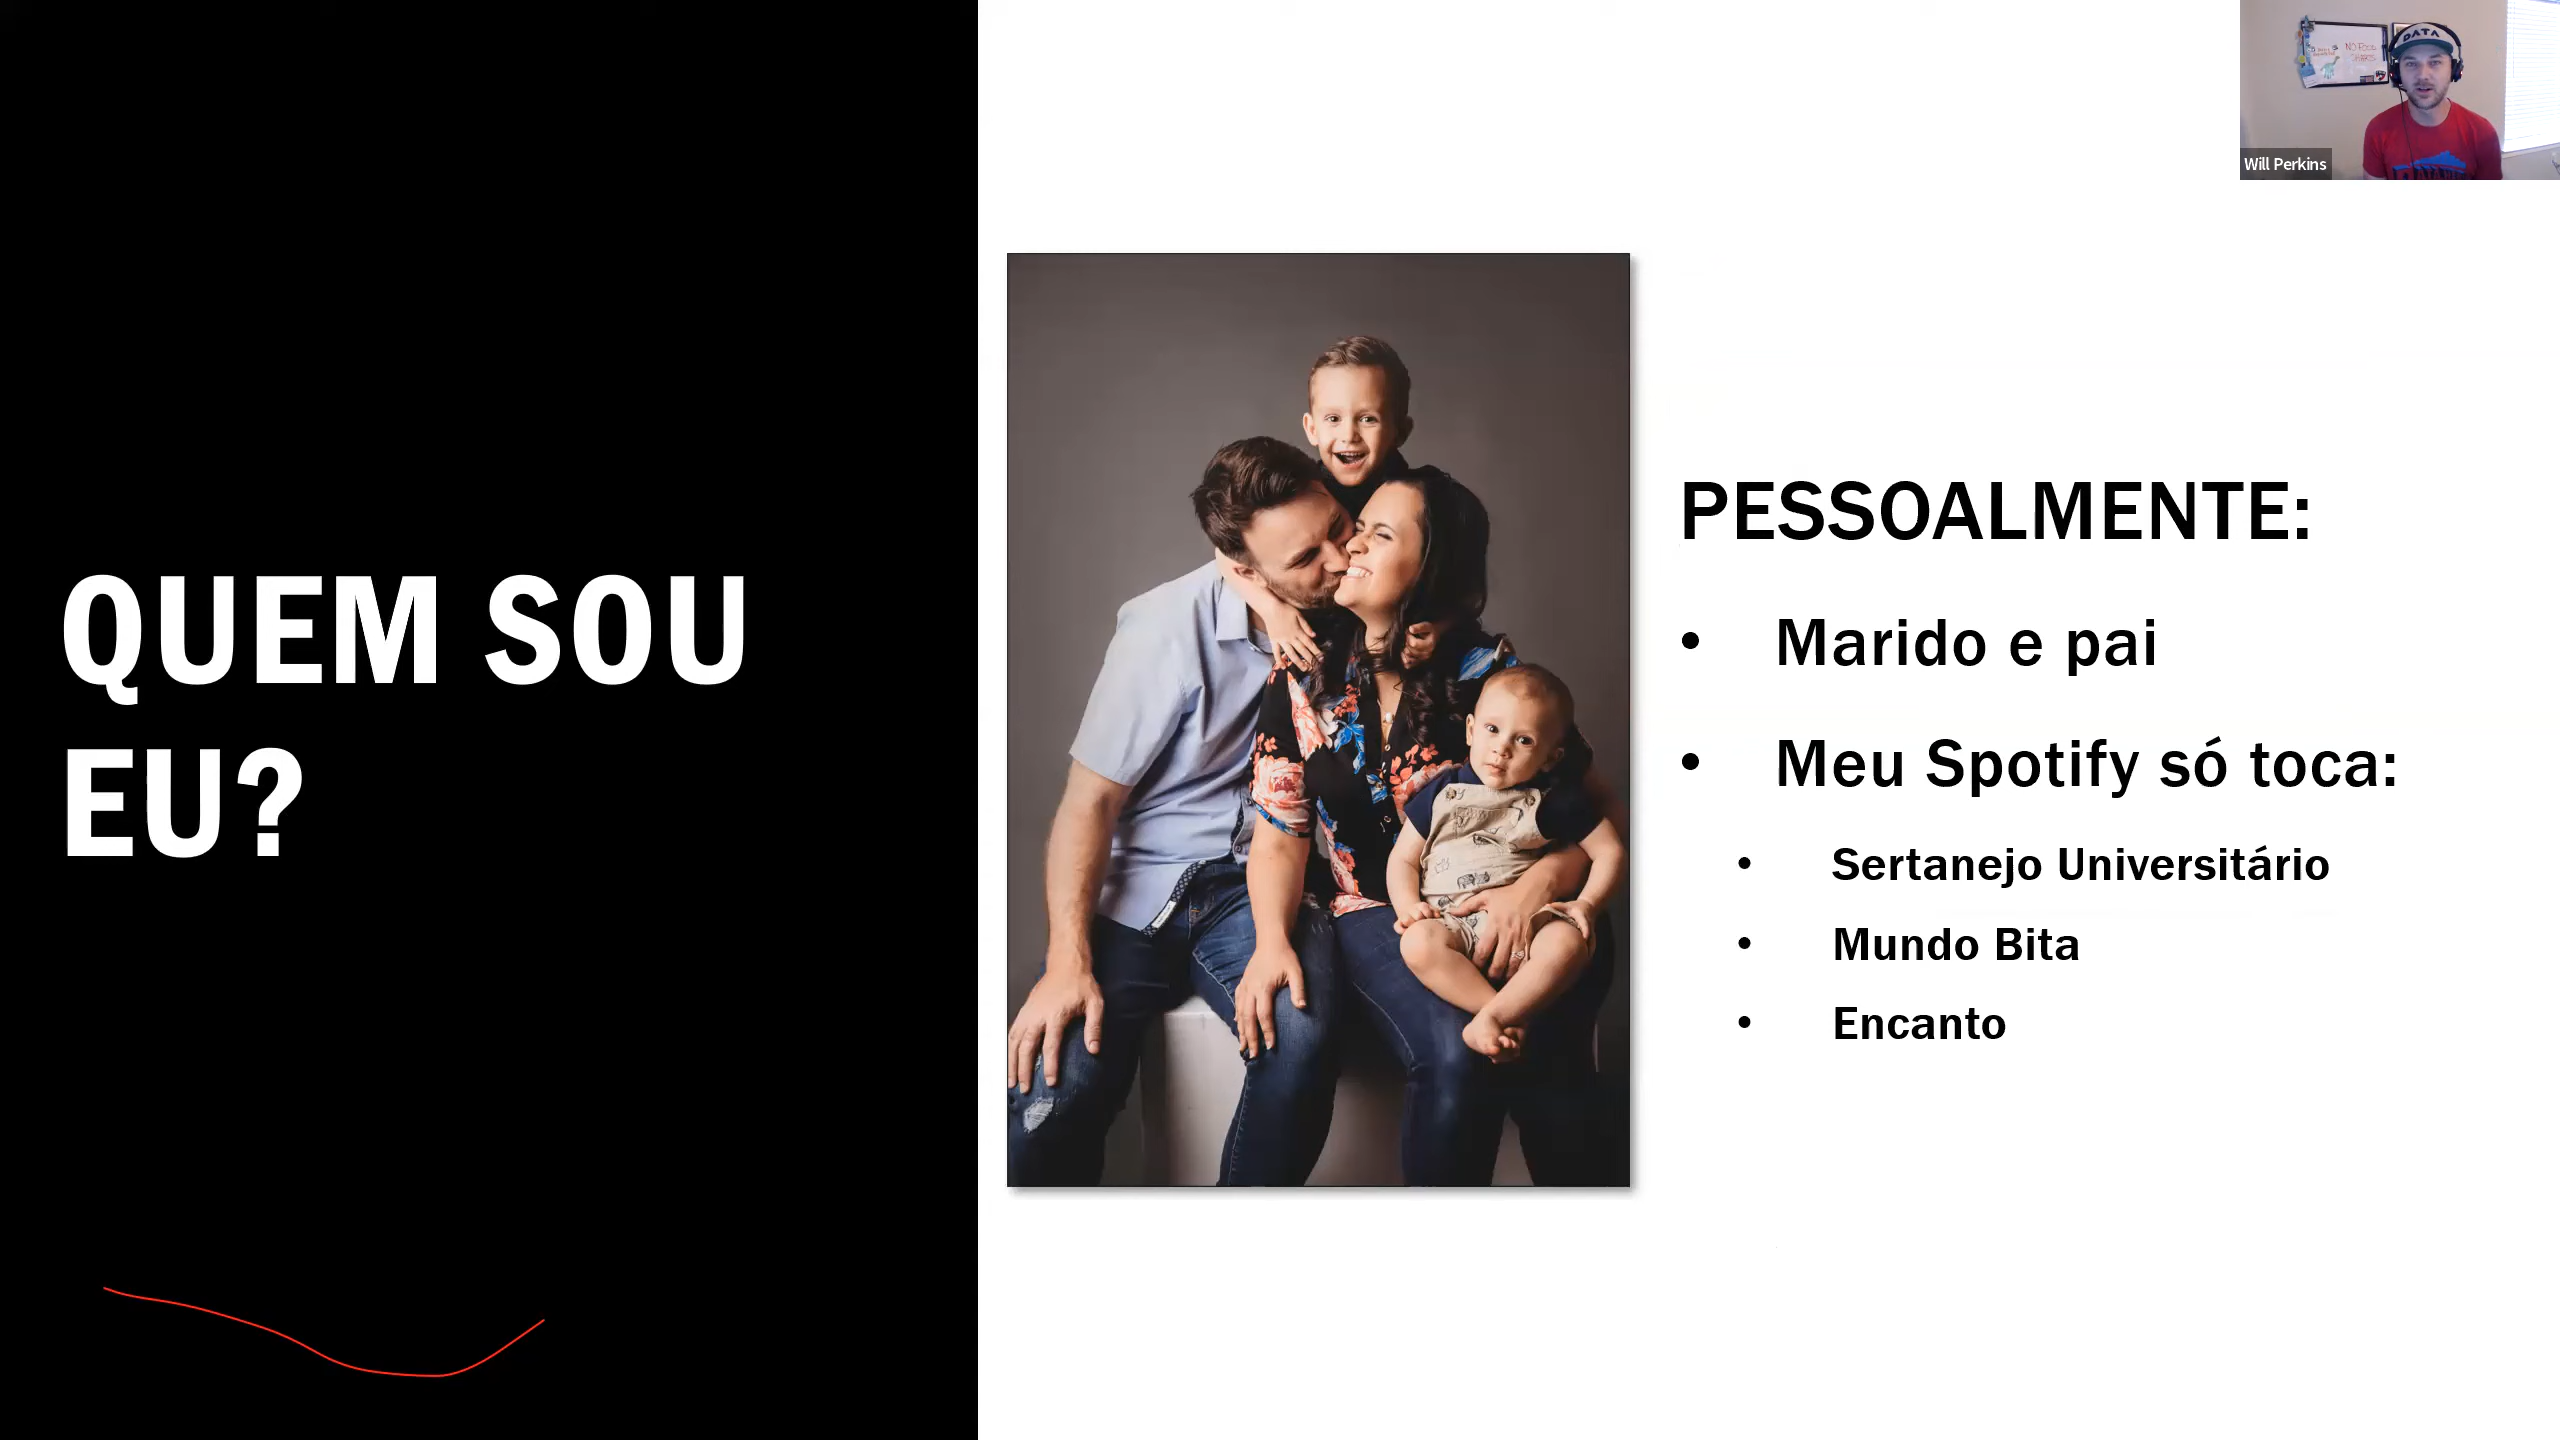 QUEM SOU
EU?
PESSOALMENTE:
• Marido e pai
• Meu Spotify só toca:
• Sertanejo Universitário
• Mundo Bita
• Encanto
DATA
Will Perkins